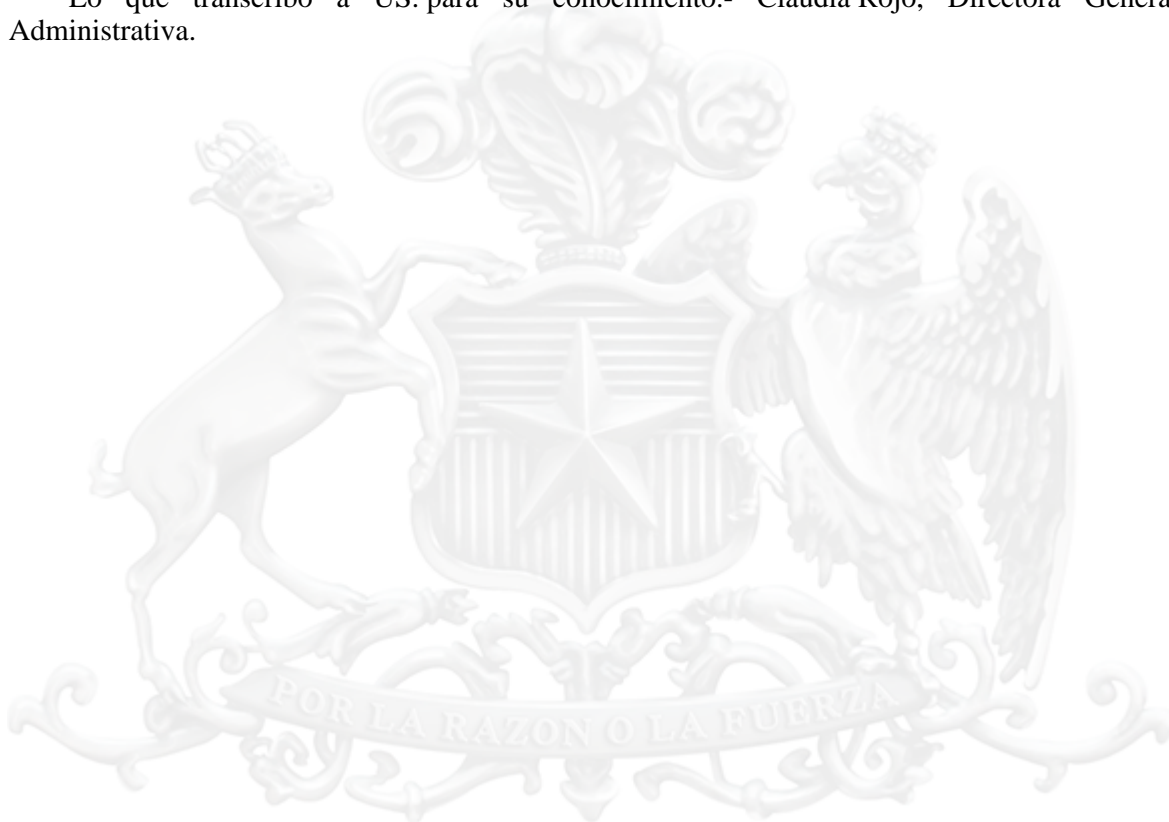 Lo que transcribo a US. para su conocimiento.- Claudia Rojo, Directora General
Administrativa.
POR LA RAZON O LA FUERZA